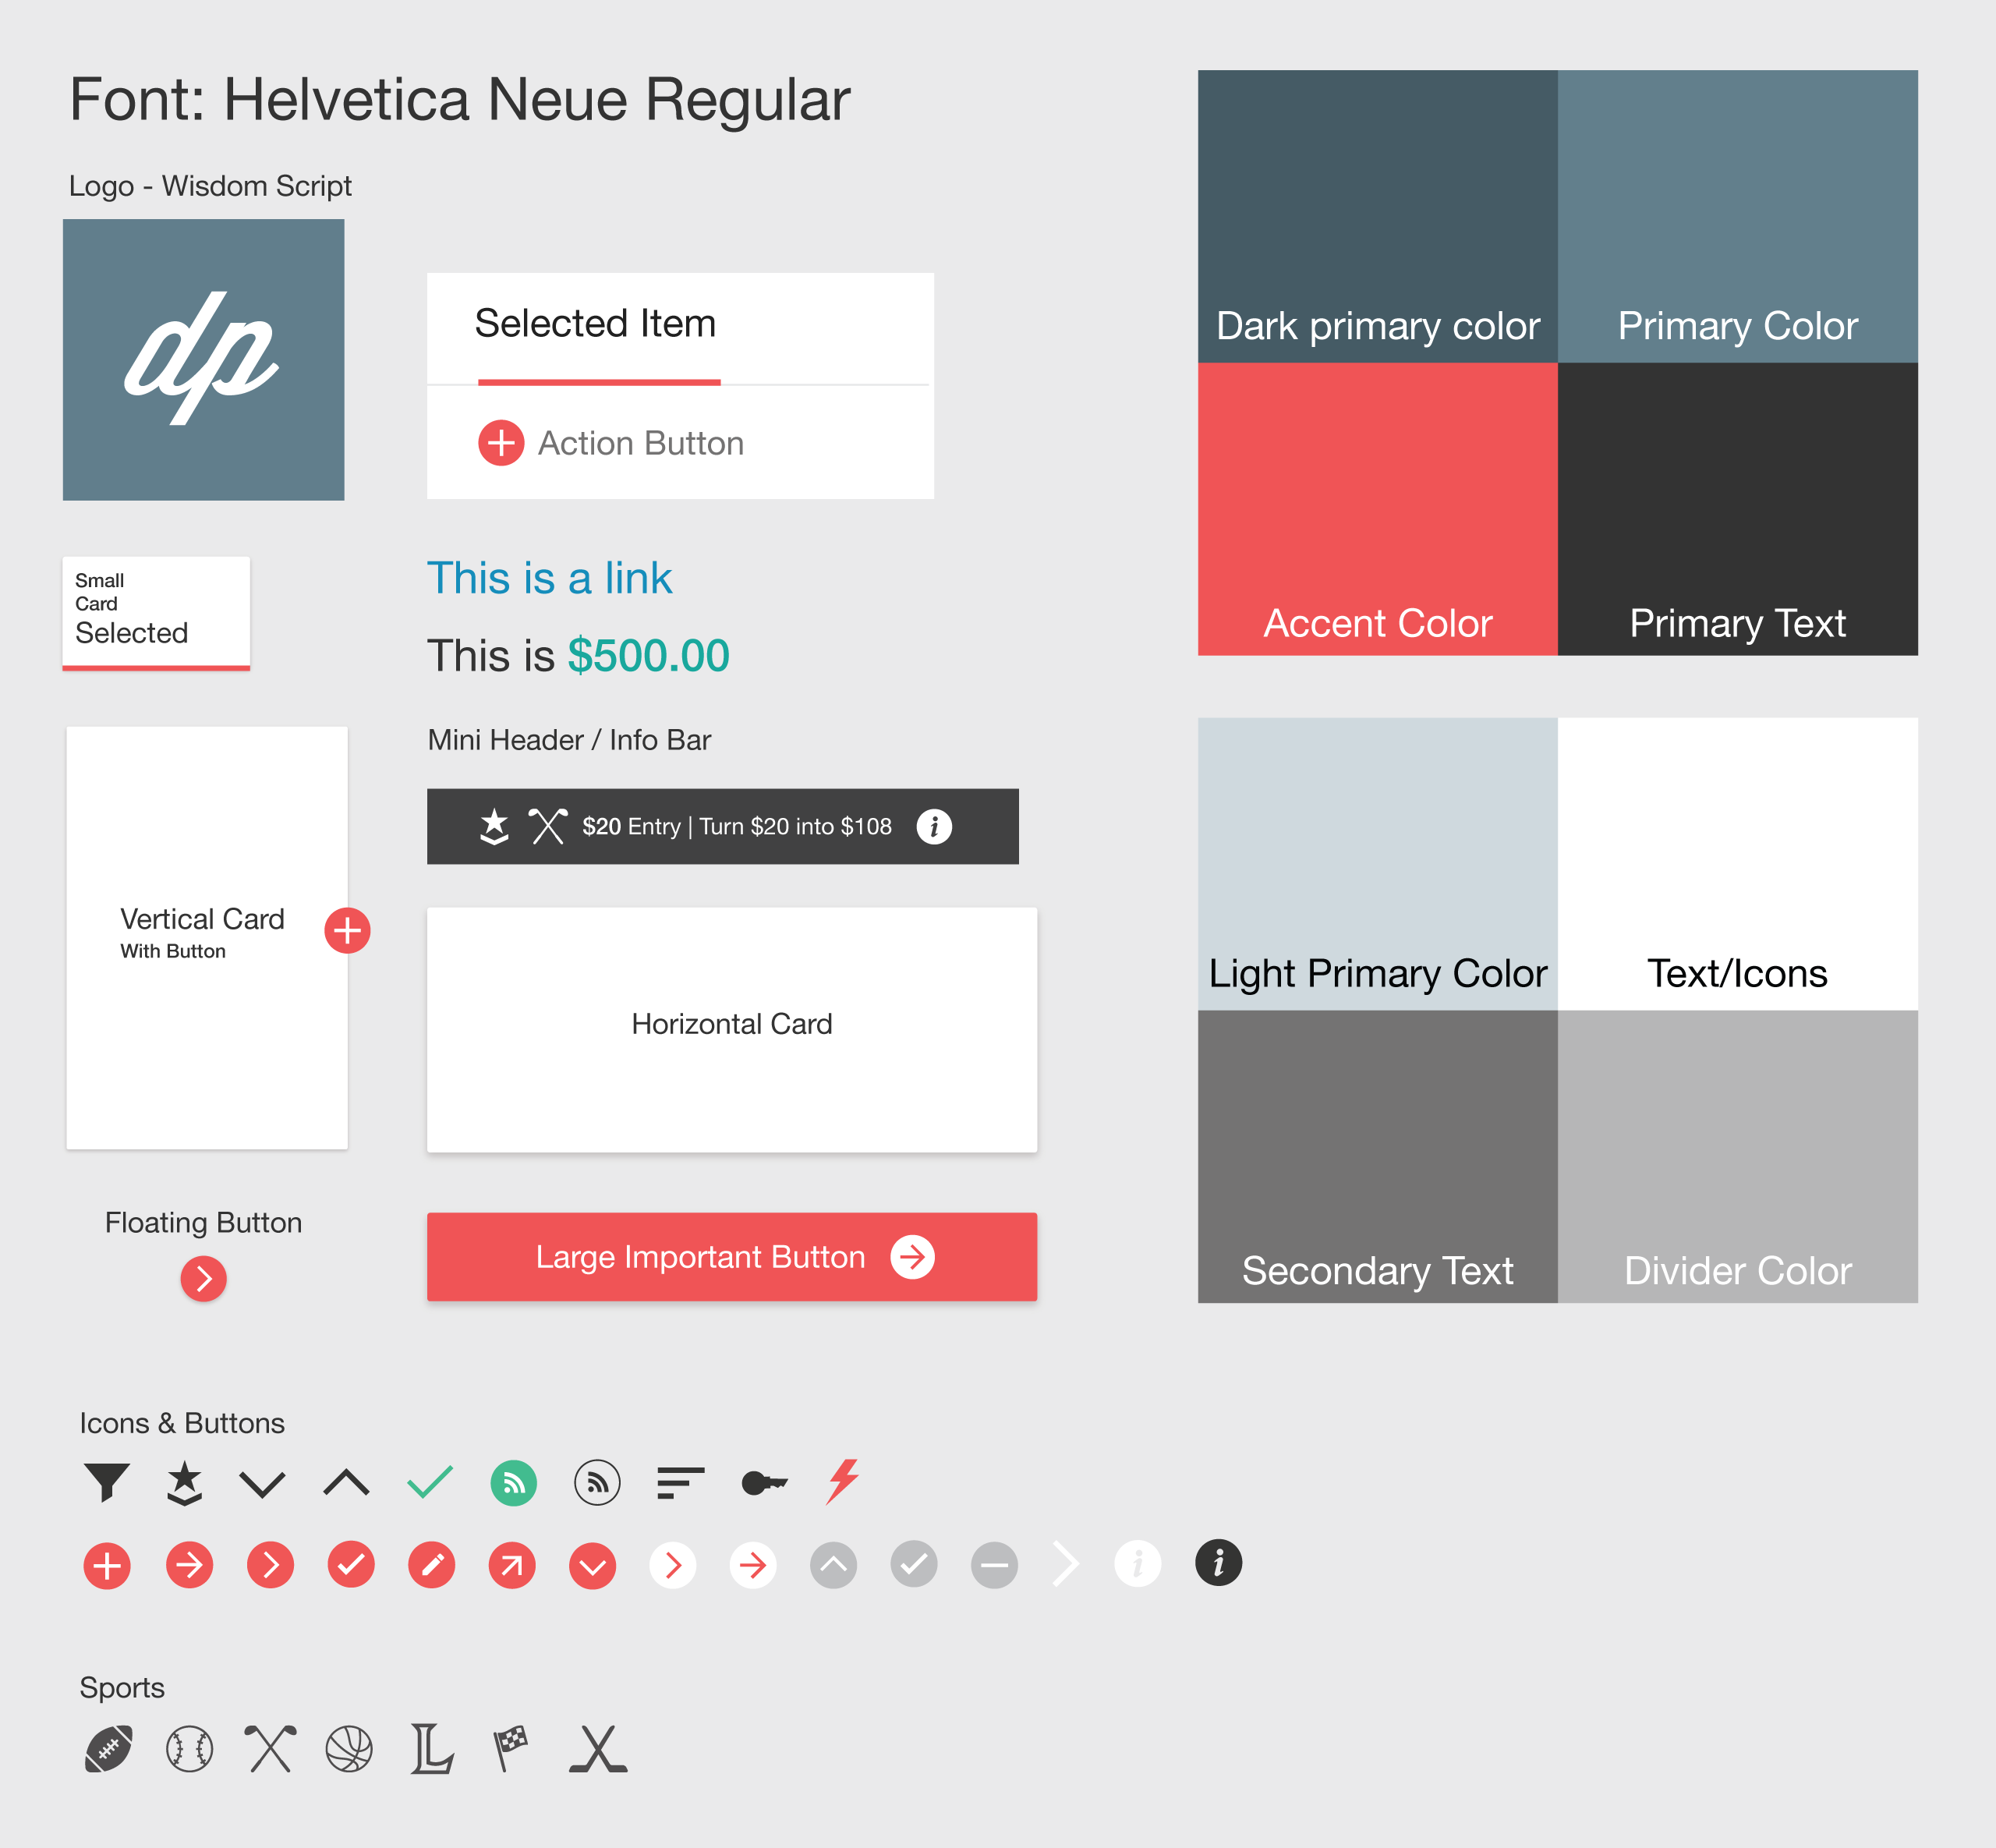 Font: Helvetica Neue Regular
Logo - Wisdom Script
dp
Selected Item
Action Button
Small
Card
Selected
This is a link
This is $500.00
Mini Header / Info Bar
$20 Entry | Turn $20 into $108
i
Vertical Card
With Button
Horizontal Card
Floating Button
Large Important Button
Dark primary color
Primary Color
Accent Color
Primary Text
Light Primary Color
Text/Icons
Secondary Text
Divider Color
Icons & Buttons
i
i
Sports
L